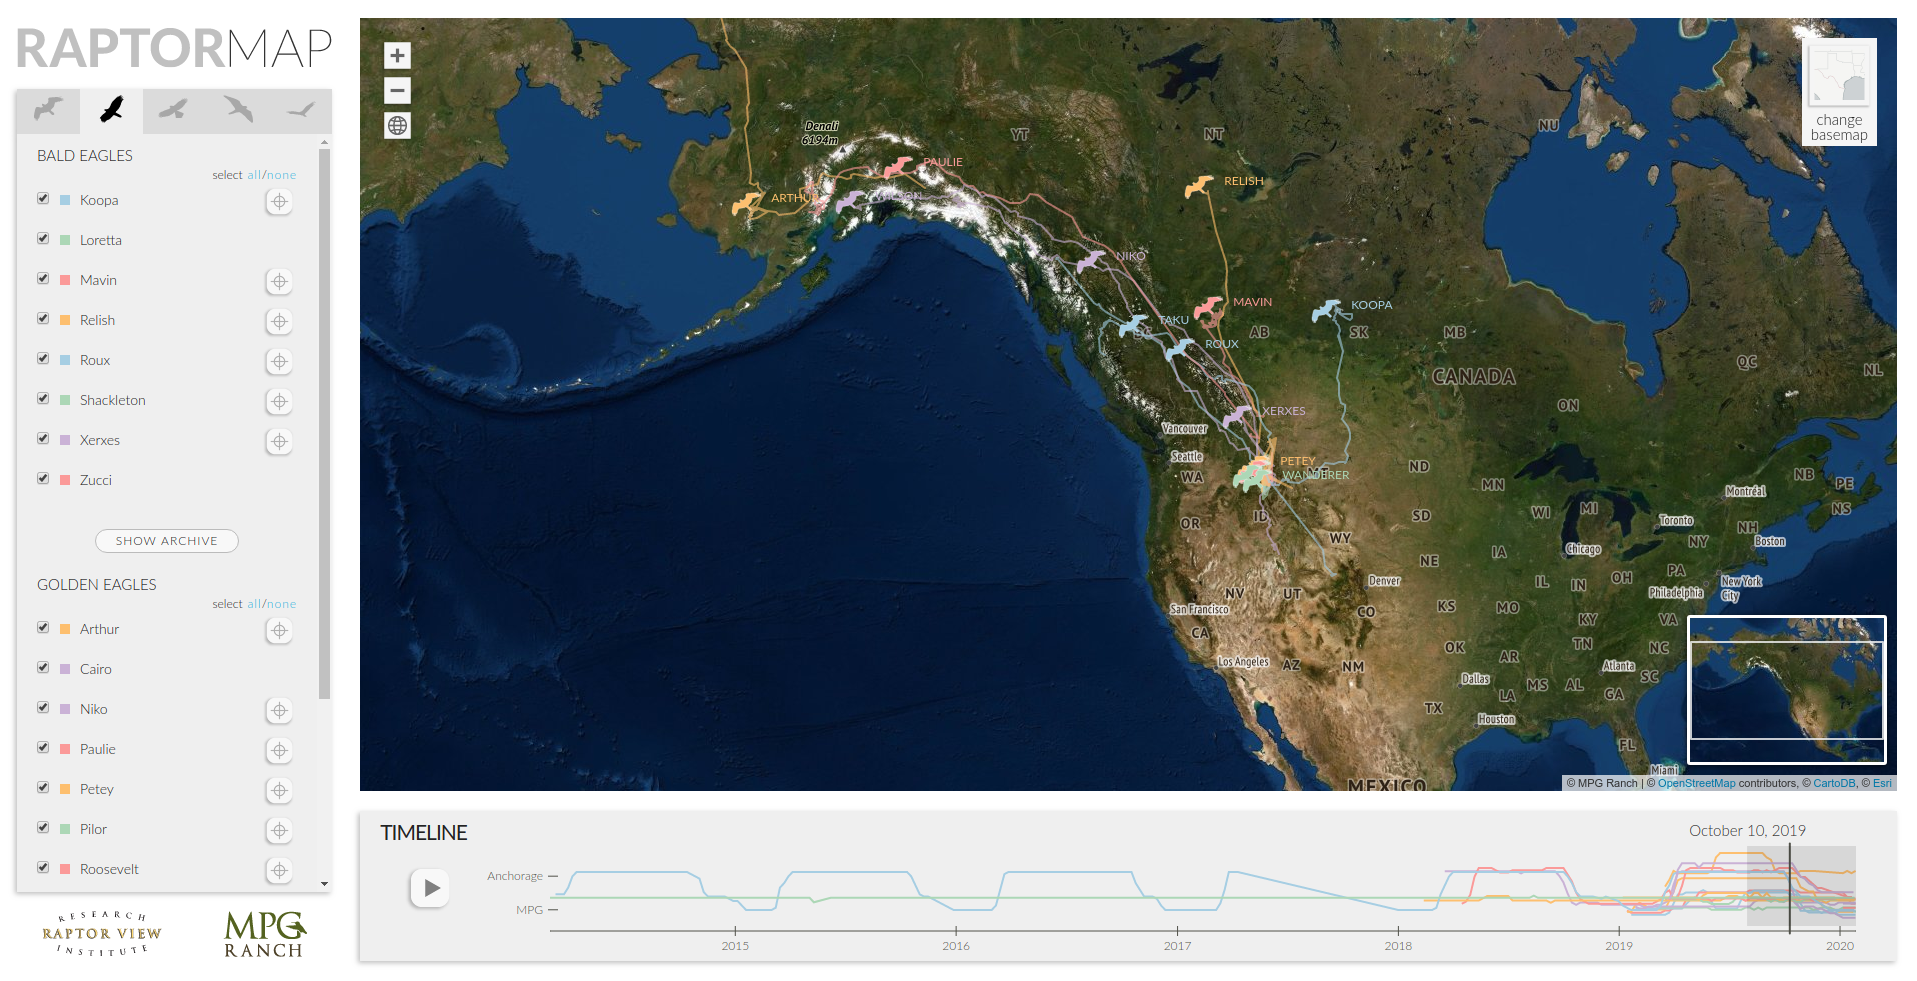 RAPTORMAP
BALD EAGLES
select all/none
Koopa
Loretta
Mavin
Relish
Roux
Shackleton
Xerxes
Zucci
SHOW ARCHIVE
GOLDEN EAGLES
select all/none
Arthur
Cairo
Niko
Paulie
Petey
Pilor
Roosevelt
RESEARCH
RAPTOR VIEW
INSTITUTE
MPG
RANCH
+
−
change
basemap
Denali
6194m
YT
NT
NU
PAULIE
RELISH
ARTHUR
NIKO
MAVIN
KOOPA
TAKU
BC
AB
SK
MB
ROUX
QC
NL
CANADA
ON
XERXES
Vancouver
Seattle
WA
PETEY
WANDERER
ND
MN
NB
PE
Montréal
NS
OR
ID
SD
WI
MI
Toronto
NH
WY
NY
Boston
IA
Chicago
NE
Denver
IL
IN
OH
PA
New York
City
Philadelphia
NV
UT
CO
KS
MO
KY
VA
San Francisco
CA
OK
TN
NC
Los Angeles
AZ
NM
AR
Atlanta
SC
Dallas
LA
MS
AL
GA
TX
Houston
FL
Miami
MEXICO
© MPG Ranch | © OpenStreetMap contributors, © CartoDB, © Esri
TIMELINE
October 10, 2019
Anchorage
MPG
2015
2016
2017
2018
2019
2020